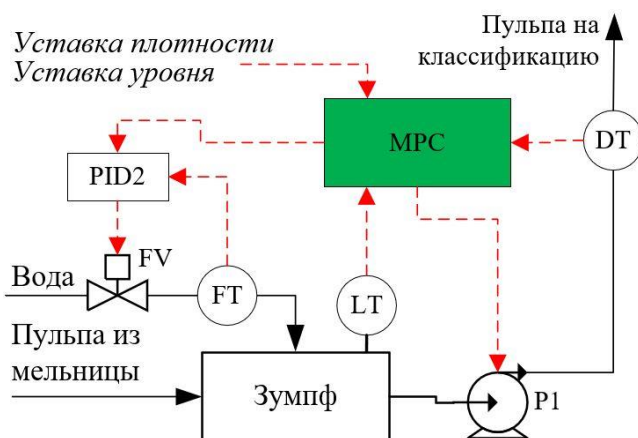 Пульпа на
классификацию
Уставка плотности
Уставка уровня
MPC
DT
PID2
FV
Вода
FT
LT
Пульпа из
мельницы
Зумпф
P1